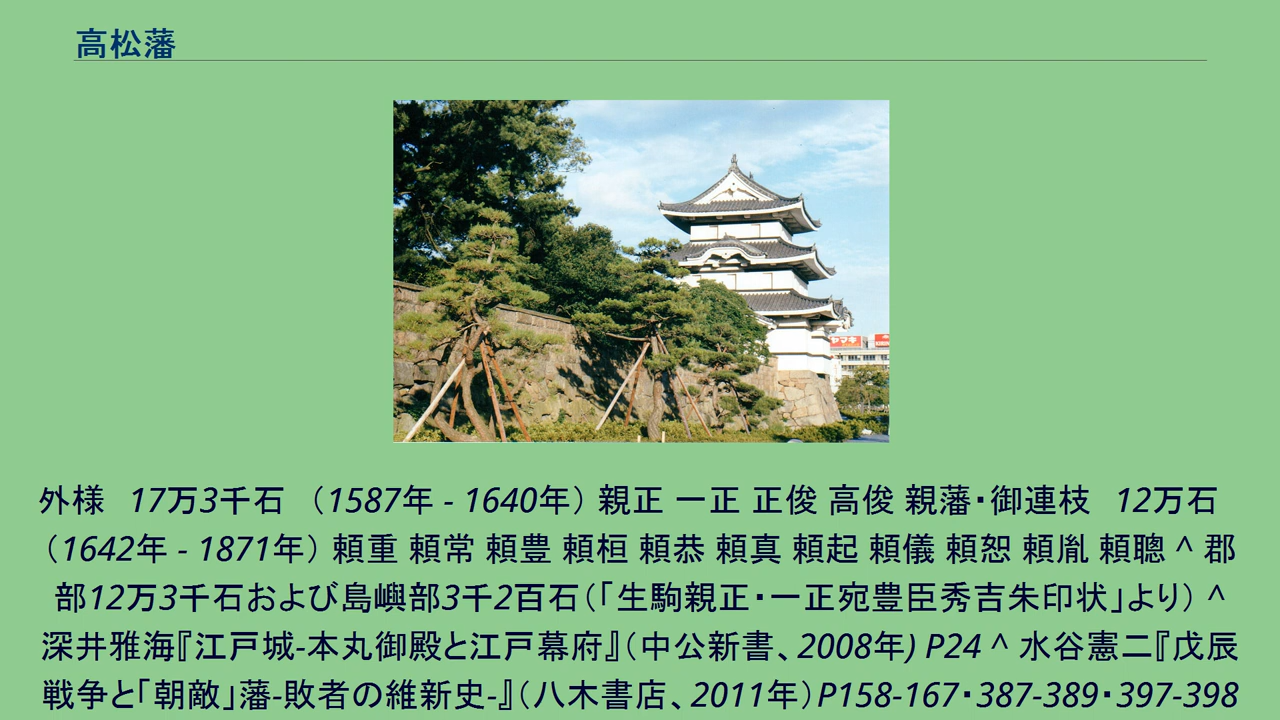 高松藩
ヤマキ
外様 17万3千石 （1587年 - 1640年） 親正 一正 正俊 高俊 親藩・御連枝 12万石
（1642年 - 1871年） 頼重 頼常 頼豊 頼桓 頼恭 頼真 頼起 頼儀 頼恕 頼胤 頼聰 ^ 郡
部12万3千石および島嶼部3千2百石（「生駒親正・一正宛豊臣秀吉朱印状」より） ^
深井雅海『江戸城-本丸御殿と江戸幕府』（中公新書、2008年) P24 ^ 水谷憲二『戊辰
戦争と「朝敵」藩-敗者の維新史-』（八木書店、2011年）P158-167・387-389・397-398